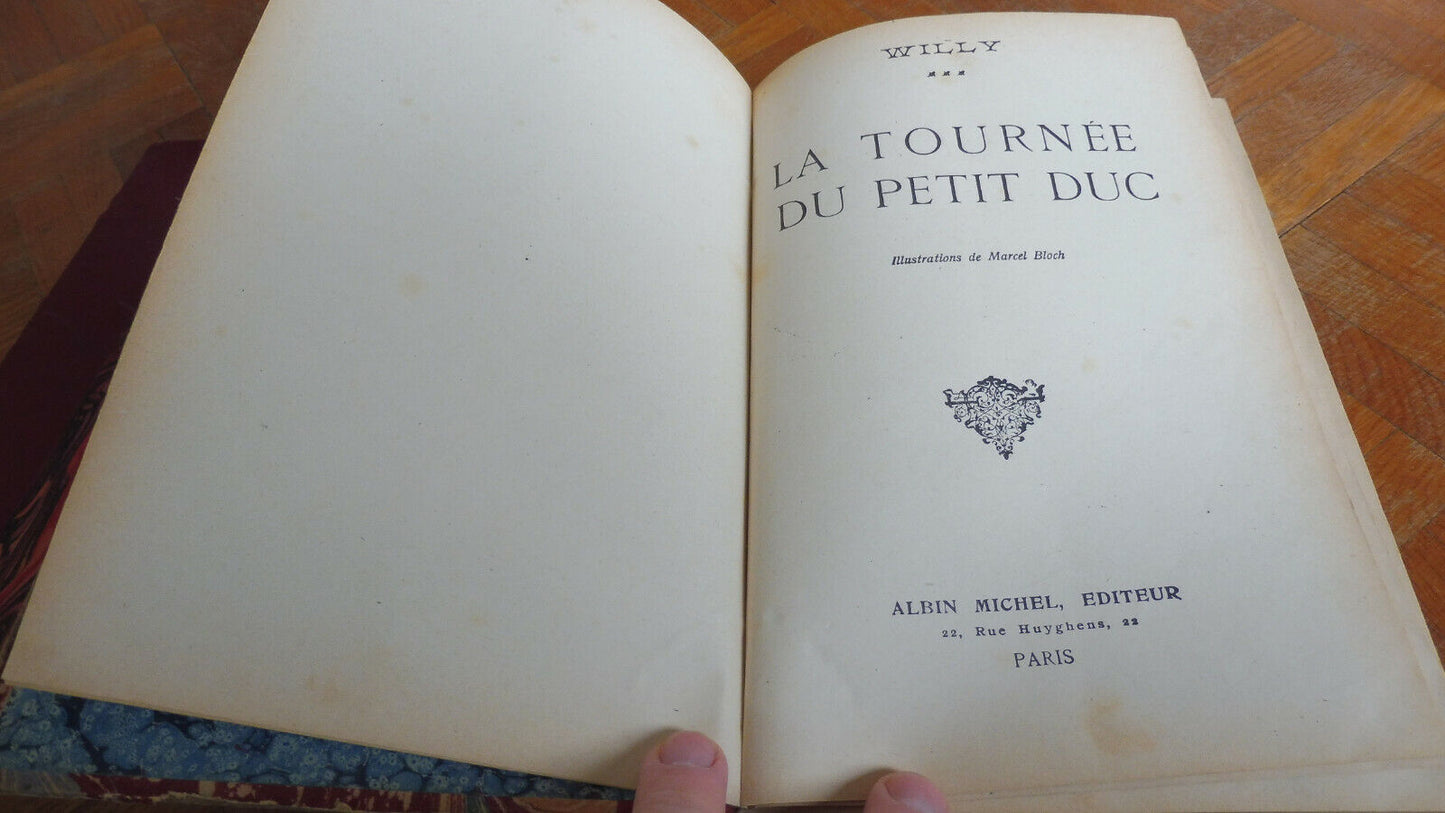 WILLY
LA TOURNÉE
DU PETIT DUC
Illustrations de Marcel Bloch
ALBIN MICHEL, EDITEUR
22, Rue Huyghens, 22
PARIS